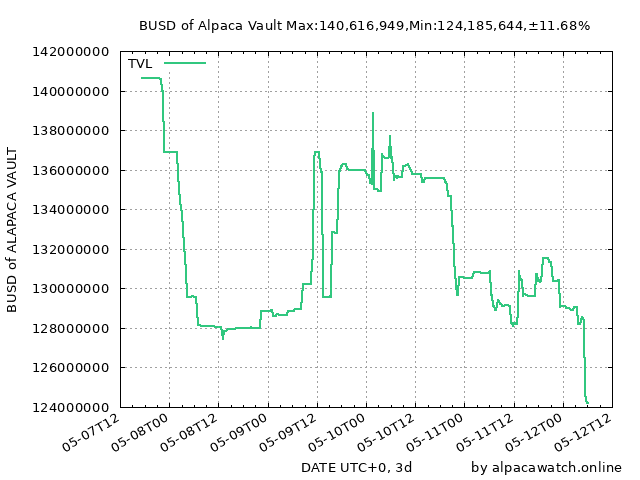 BUSD of Alpaca Vault Max:140,616,949,Min:124,185,644,±11.68%
TVL
BUSD of ALAPACA VAULT
142000000
140000000
138000000
136000000
134000000
132000000
130000000
128000000
126000000
124000000
05-07T12
05-08T00
05-08T12
05-09T00
05-09T12
05-10T00
05-10T12
05-11T00
05-11T12
05-12T00
05-12T12
DATE UTC+0, 3d
by alpacawatch.online